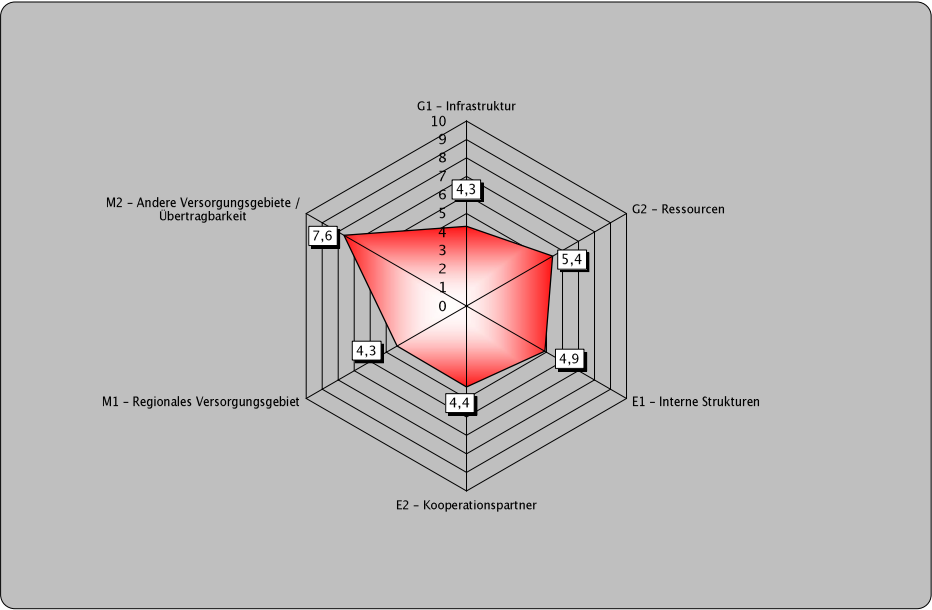 G1 – Infrastruktur
10
9
8
7
6
4,3
5
4
3
2
1
0
M2 – Andere Versorgungsgebiete /
Übertragbarkeit
7,6
G2 – Ressourcen
5,4
4,3
4,9
M1 – Regionales Versorgungsgebiet
4,4
E1 – Interne Strukturen
E2 – Kooperationspartner